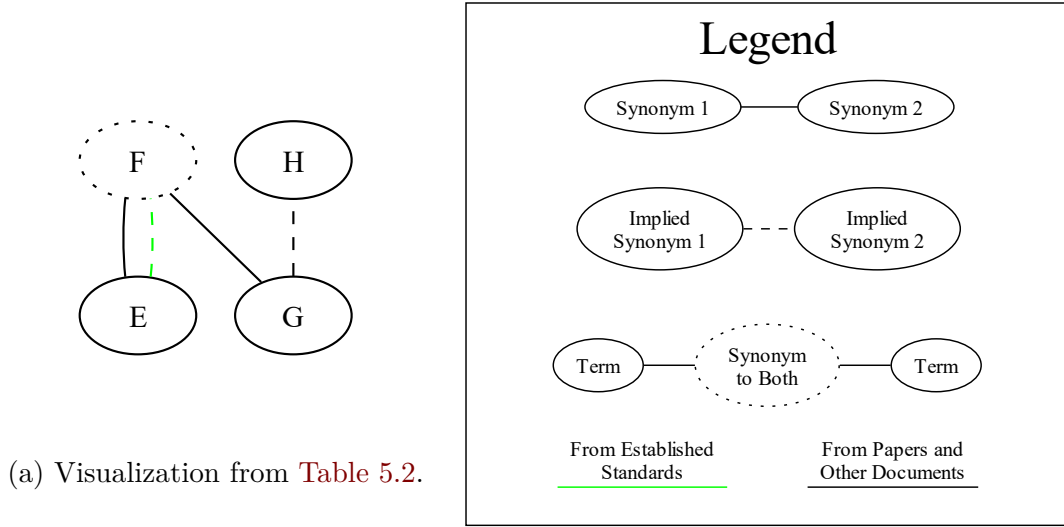 F
H
E
G
(a) Visualization from Table 5.2.
Legend
Synonym 1
Synonym 2
Implied
Synonym 1
Implied
Synonym 2
Term
Synonym
to Both
Term
From Established
Standards
From Papers and
Other Documents